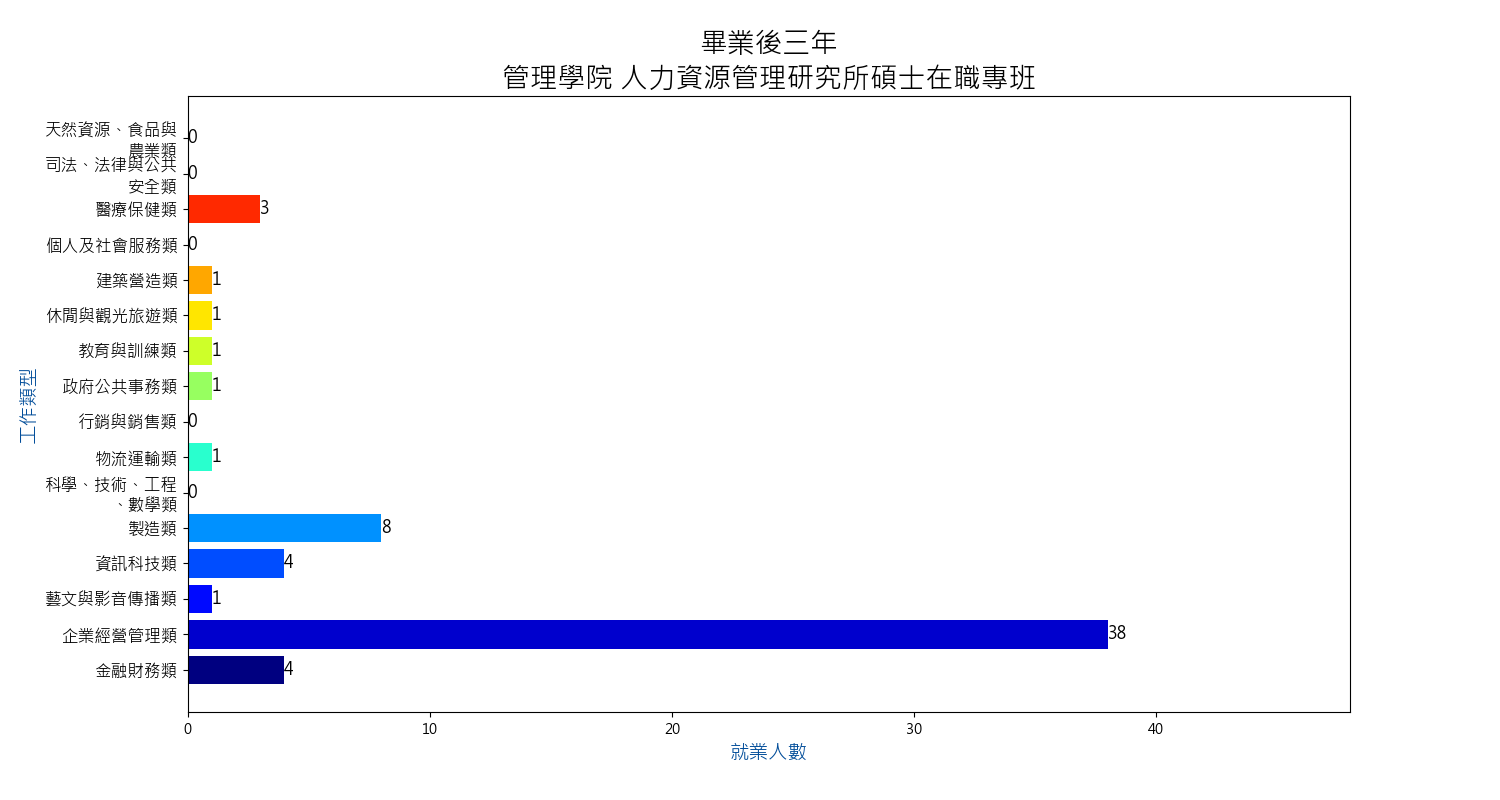 畢業後三年
管理學院 人力資源管理研究所碩士在職專班
天然資源、食品與
農業類
0
司法、法律與公共
安全類
0
醫療保健類
3
個人及社會服務類
0
建築營造類
1
休閒與觀光旅遊類
1
教育與訓練類
1
政府公共事務類
1
行銷與銷售類
0
物流運輸類
1
科學、技術、工程
、數學類
0
製造類
8
資訊科技類
4
藝文與影音傳播類
1
企業經營管理類
38
金融財務類
4
工作類型
0
10
20
30
40
就業人數